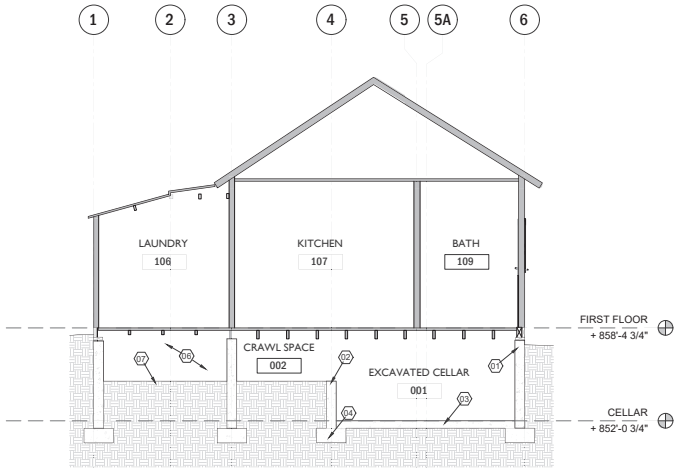 1 2 3 4 5 5A 6
LAUNDRY KITCHEN BATH
106 107 109
FIRST FLOOR
+ 858'-4 3/4"
CRAWL SPACE
07 06 002 02 01
EXCAVATED CELLAR
001
03
04
CELLAR
+ 852'-0 3/4"